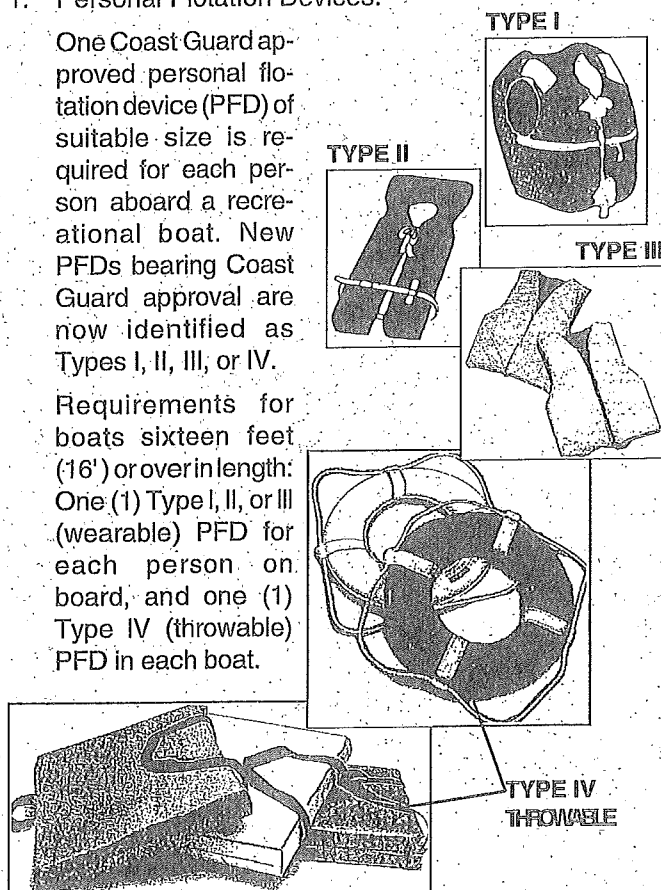 1. Personal Flotation Devices:
One Coast Guard ap-
proved personal flo-
tation device (PFD) of
suitable size is re-
quired for each per-
son aboard a recre-
ational boat. New
PFDs bearing Coast
Guard approval are
now identified as
Types I, II, III, or IV.
Requirements for
boats sixteen feet
(16') or over in length:
One (1) Type I, II, or III
(wearable) PFD for
each person on
board, and one (1)
Type IV (throwable)
PFD in each boat.
TYPE I
TYPE II
TYPE III
TYPE IV
THROWABLE